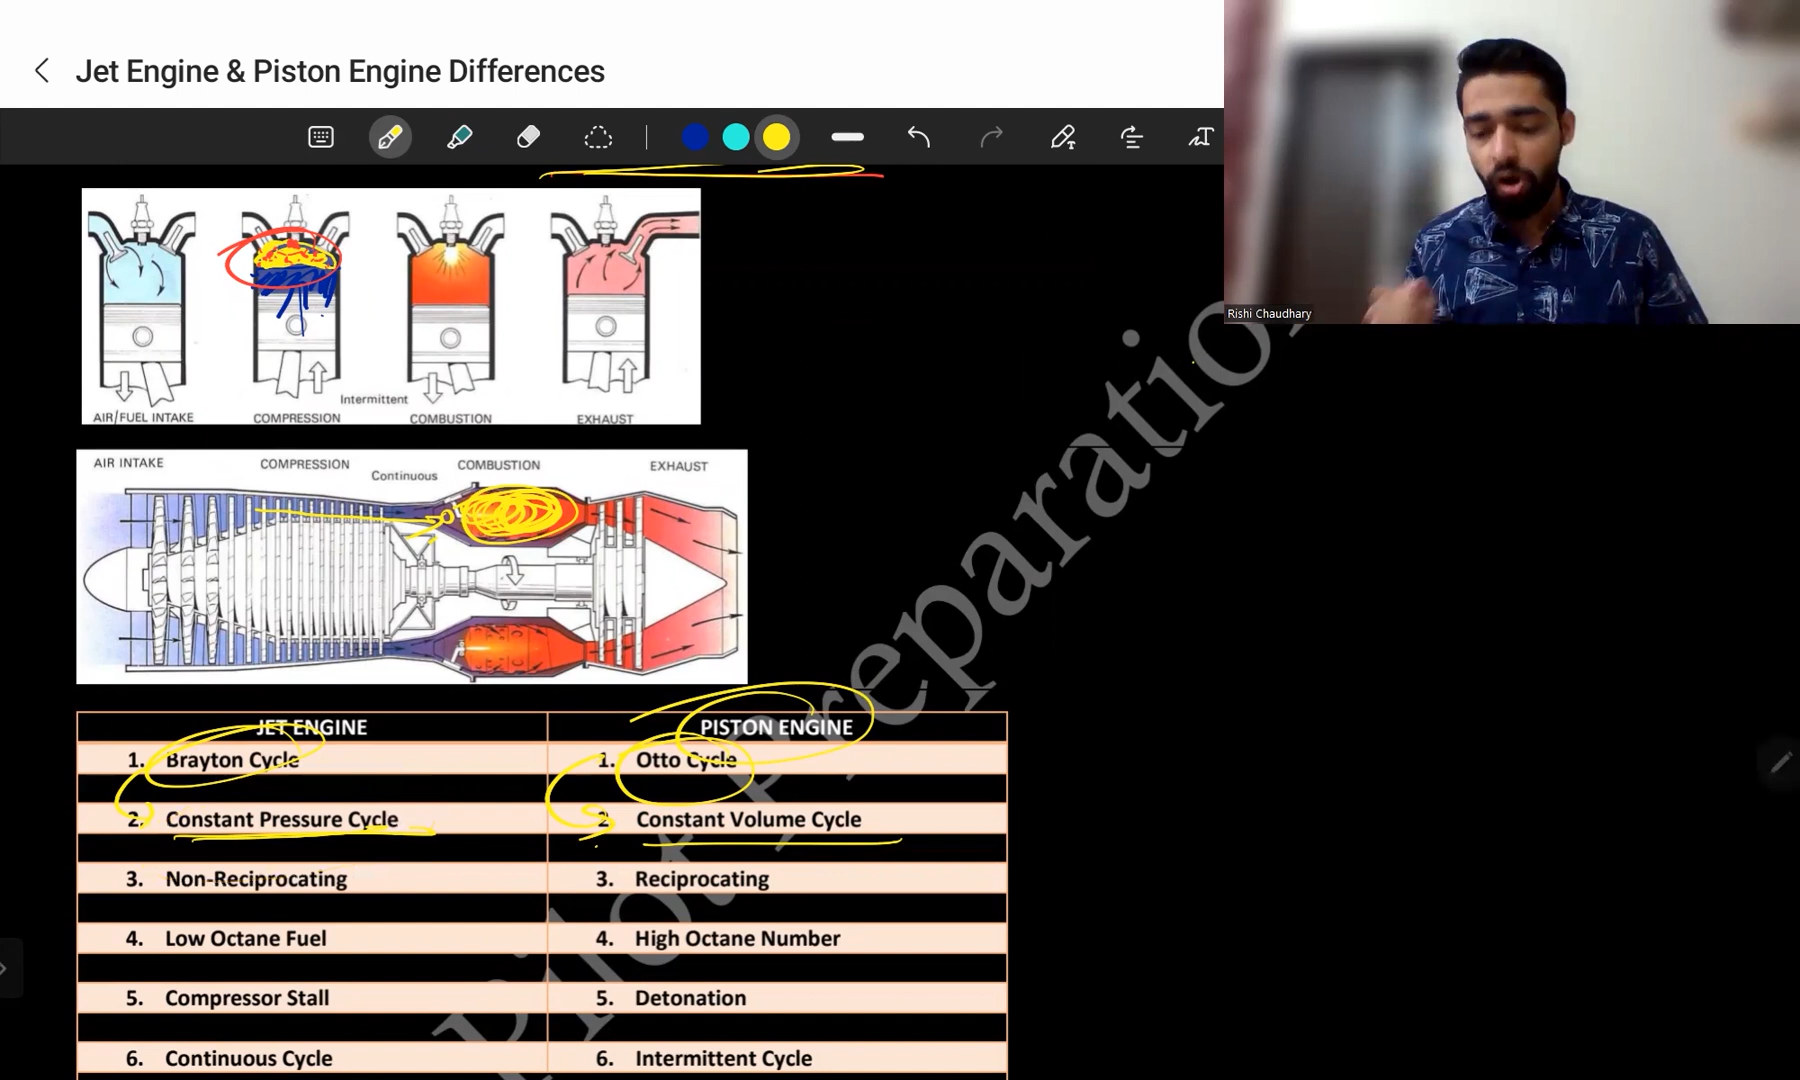 Jet Engine & Piston Engine Differences
Rishi Chaudhary
Intermittent
AIR/FUEL INTAKE COMPRESSION COMBUSTION EXHAUST
AIR INTAKE COMPRESSION COMBUSTION EXHAUST
Continuous
JET ENGINE PISTON ENGINE
1. Brayton Cycle 1. Otto Cycle
2. Constant Pressure Cycle 2. Constant Volume Cycle
3. Non-Reciprocating 3. Reciprocating
4. Low Octane Fuel 4. High Octane Number
5. Compressor Stall 5. Detonation
6. Continuous Cycle 6. Intermittent Cycle
Pilot Preparation